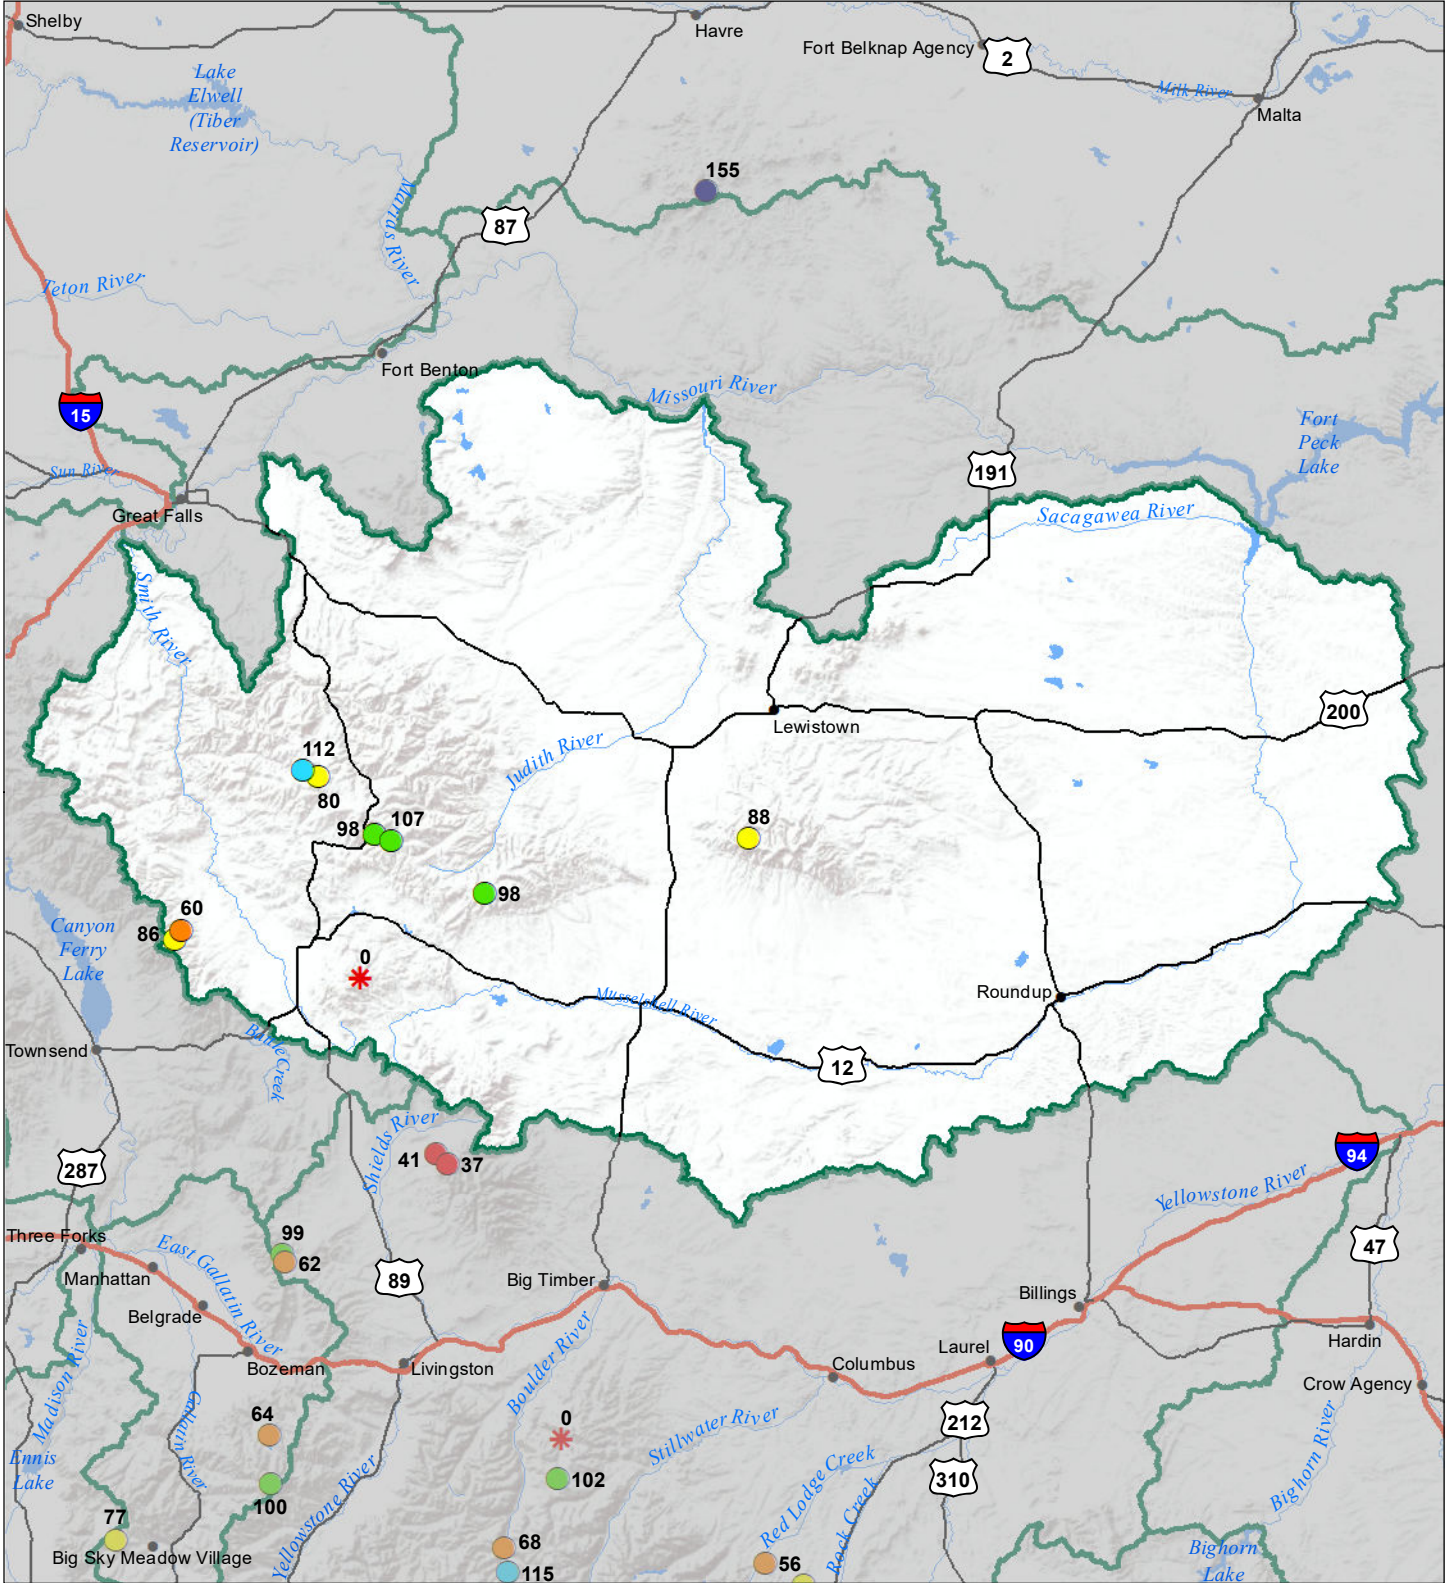 Shelby
Havre
Fort Belknap Agency
2
Lake
Elwell
(Tiber
Reservoir)
Milk River
Malta
155
Marias River
87
Teton River
Fort Benton
Missouri River
15
Fort
Peck
Lake
Sun River
191
Great Falls
Sacagawea River
Smith River
200
Lewistown
Judith River
112
80
98
107
88
98
60
86
Canyon
Ferry
Lake
0
Roundup
Musselshell River
Townsend
Battle Creek
12
287
Shields River
41
37
94
Yellowstone River
Three Forks
99
62
East Gallatin River
Manhattan
89
Big Timber
47
Billings
Belgrade
90
Laurel
Hardin
Bozeman
Livingston
Columbus
Crow Agency
Madison River
Gallatin River
Boulder River
64
0
Stillwater River
212
Ennis
Lake
102
Red Lodge Creek
310
Bighorn River
100
Yellowstone River
Rock Creek
77
68
56
Big Sky Meadow Village
115
Bighorn
Lake